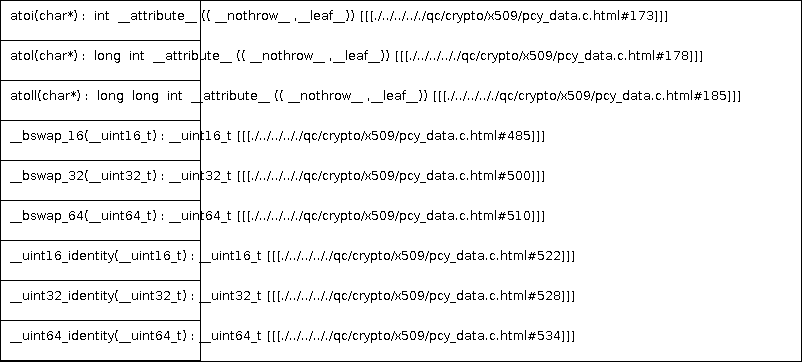 atoi(char*) : int __attribute__ (( __nothrow__ ,__leaf__)) [[[./../../../qc/crypto/x509/pcy_data.c.html#173]]]
atol(char*) : long int __attribute__ (( __nothrow__ ,__leaf__)) [[[./../../../qc/crypto/x509/pcy_data.c.html#178]]]
atoll(char*) : long long int __attribute__ (( __nothrow__ ,__leaf__)) [[[./../../../qc/crypto/x509/pcy_data.c.html#185]]]
__bswap_16(__uint16_t) : __uint16_t [[[./../../../qc/crypto/x509/pcy_data.c.html#485]]]
__bswap_32(__uint32_t) : __uint32_t [[[./../../../qc/crypto/x509/pcy_data.c.html#500]]]
__bswap_64(__uint64_t) : __uint64_t [[[./../../../qc/crypto/x509/pcy_data.c.html#510]]]
__uint16_identity(__uint16_t) : __uint16_t [[[./../../../qc/crypto/x509/pcy_data.c.html#522]]]
__uint32_identity(__uint32_t) : __uint32_t [[[./../../../qc/crypto/x509/pcy_data.c.html#528]]]
__uint64_identity(__uint64_t) : __uint64_t [[[./../../../qc/crypto/x509/pcy_data.c.html#534]]]